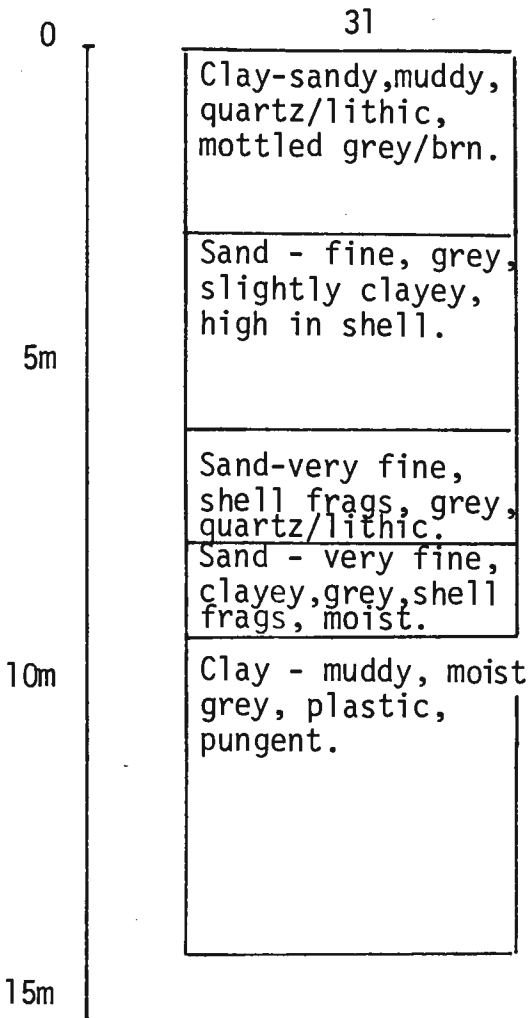 31
0
Clay-sandy,muddy,
quartz/lithic,
mottled grey/brn.
Sand - fine, grey,
slightly clayey,
high in shell.
5m
Sand-very fine,
shell frags, grey,
quartz/lithic.
Sand - very fine,
clayey,grey,shell
frags, moist.
10m
Clay - muddy, moist
grey, plastic,
pungent.
15m